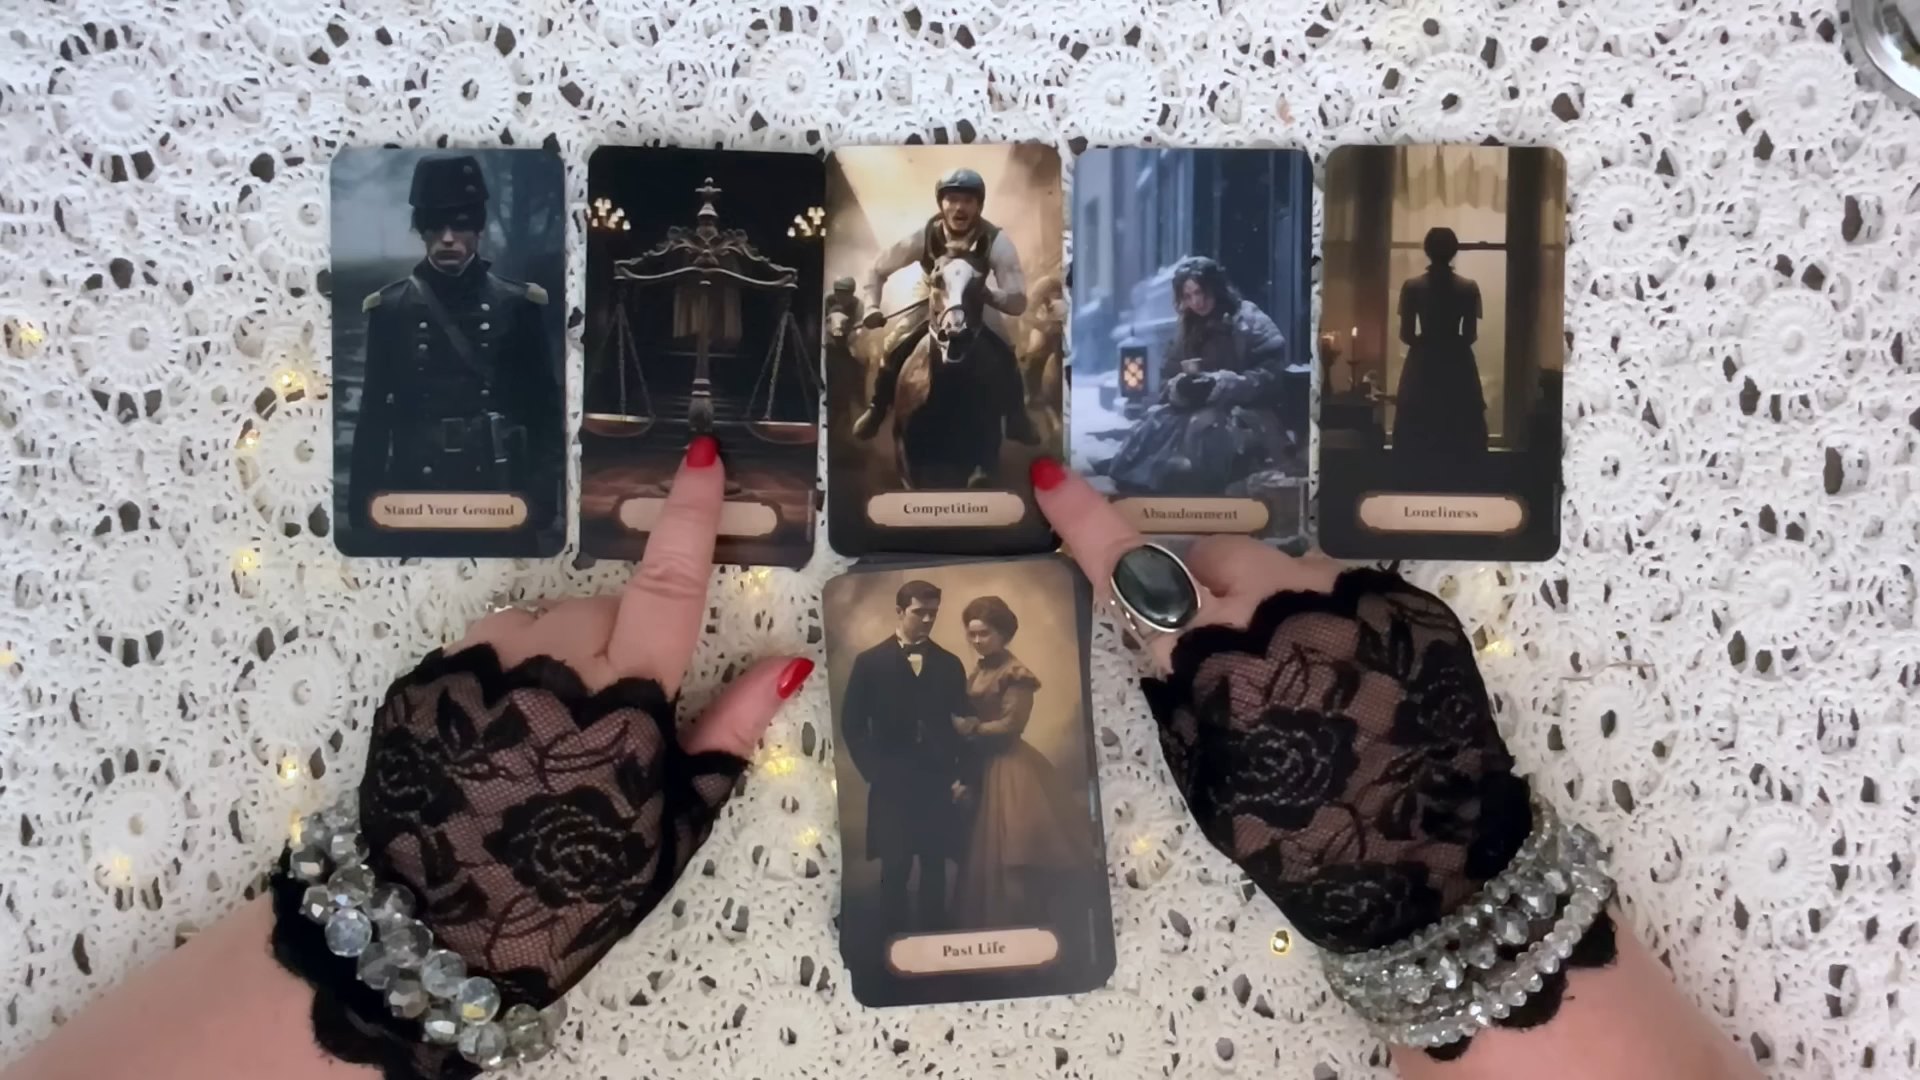 Stand Your Ground
Competition
Abandonment
Loneliness
Past Life